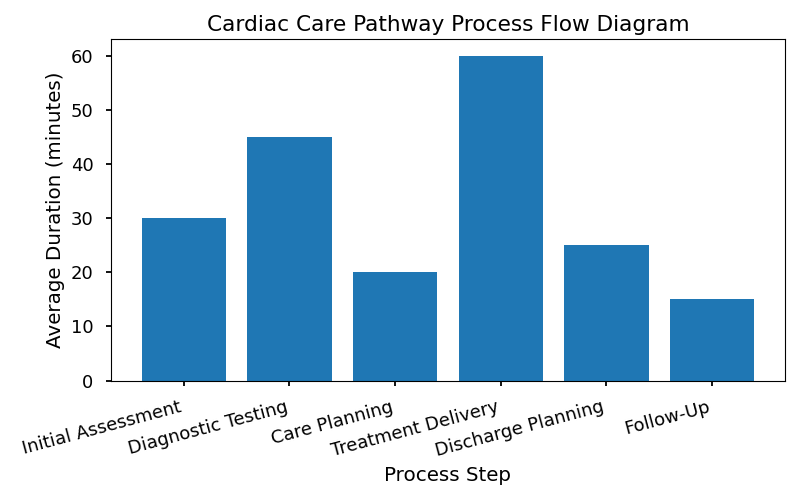 Cardiac Care Pathway Process Flow Diagram
Average Duration (minutes)
60
50
40
30
20
10
0
Initial Assessment
Diagnostic Testing
Care Planning
Treatment Delivery
Discharge Planning
Follow-Up
Process Step